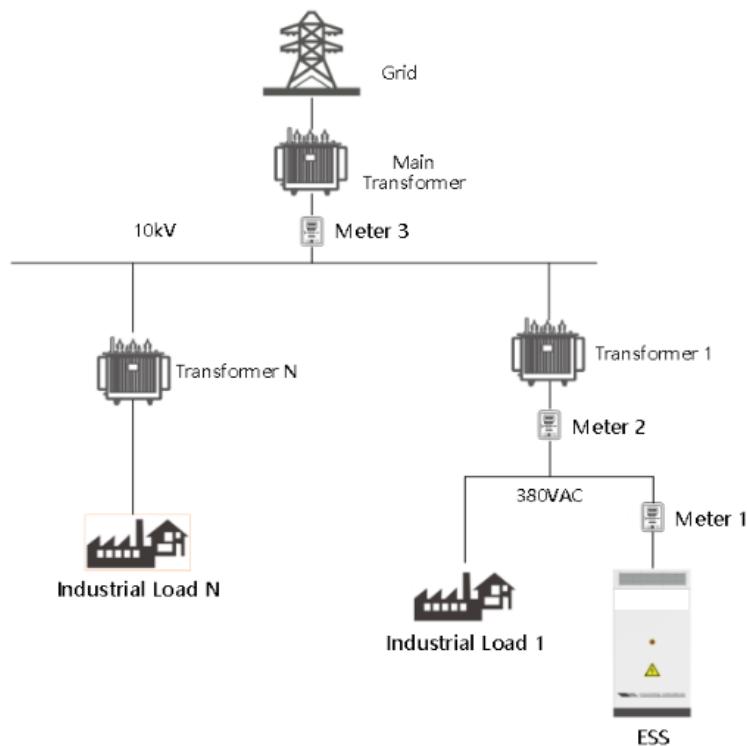 Grid
Main
Transformer
10kV
Meter 3
Transformer N
Transformer 1
Meter 2
380VAC
Meter 1
Industrial Load N
Industrial Load 1
ESS